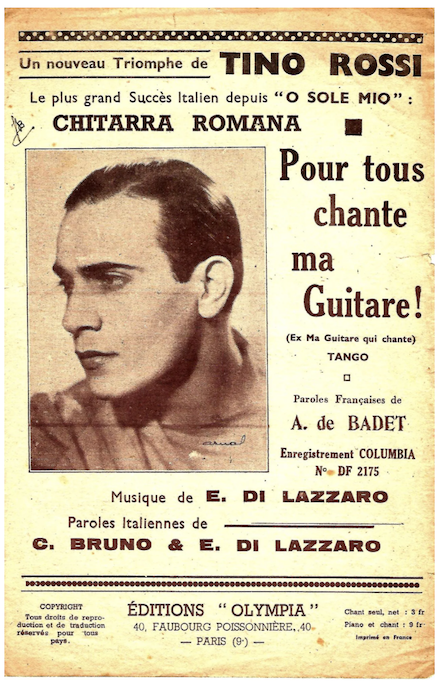 Un nouveau Triomphe de TINO ROSSI
Le plus grand Succès Italien depuis "O SOLE MIO" :
CHITARRA ROMANA
Pour tous
chante
ma
Guitare!
(Ex Ma Guitare qui chante)
TANGO
Paroles Françaises de
A. de BADET
Enregistrement COLUMBIA
No DF 2175
arnal
Musique de E. DI LAZZARO
Paroles Italiennes de
C. BRUNO & E. DI LAZZARO
COPYRIGHT
Tous droits de repro-
duction et de traduction
réservés pour tous
pays.
ÉDITIONS "OLYMPIA"
40, FAUBOURG POISSONNIÈRE, 40
— PARIS (9e) —
Chant seul, net : 3 fr
Piano et chant : 9 fr
Imprimé en France